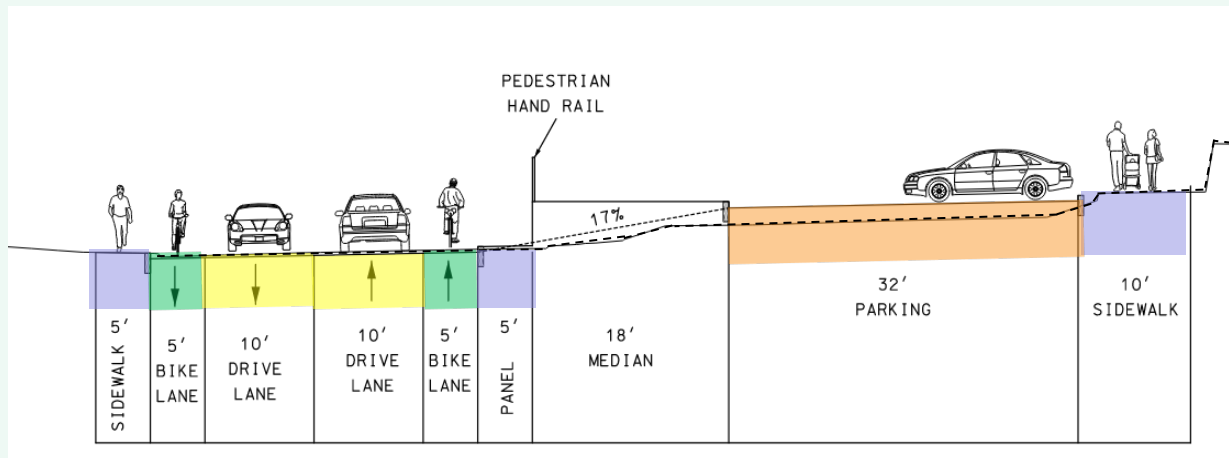 PEDESTRIAN
HAND RAIL
17%
5′
SIDEWALK
5′
BIKE
LANE
10′
DRIVE
LANE
10′
DRIVE
LANE
5′
BIKE
LANE
5′
PANEL
18′
MEDIAN
32′
PARKING
10′
SIDEWALK